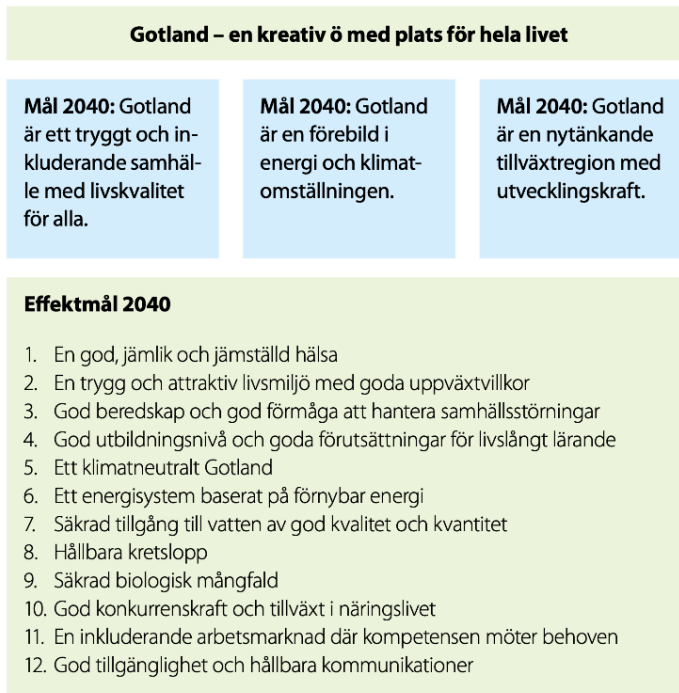 Gotland – en kreativ ö med plats för hela livet
Mål 2040: Gotland
är ett tryggt och in-
kluderande samhäl-
le med livskvalitet
för alla.
Mål 2040: Gotland
är en förebild i
energi och klimat-
omställningen.
Mål 2040: Gotland
är en nytänkande
tillväxtregion med
utvecklingskraft.
Effektmål 2040
1. En god, jämlik och jämställd hälsa
2. En trygg och attraktiv livsmiljö med goda uppväxtvillkor
3. God beredskap och god förmåga att hantera samhällsstörningar
4. God utbildningsnivå och goda förutsättningar för livslångt lärande
5. Ett klimatneutralt Gotland
6. Ett energisystem baserat på förnybar energi
7. Säkrad tillgång till vatten av god kvalitet och kvantitet
8. Hållbara kretslopp
9. Säkrad biologisk mångfald
10. God konkurrenskraft och tillväxt i näringslivet
11. En inkluderande arbetsmarknad där kompetensen möter behoven
12. God tillgänglighet och hållbara kommunikationer